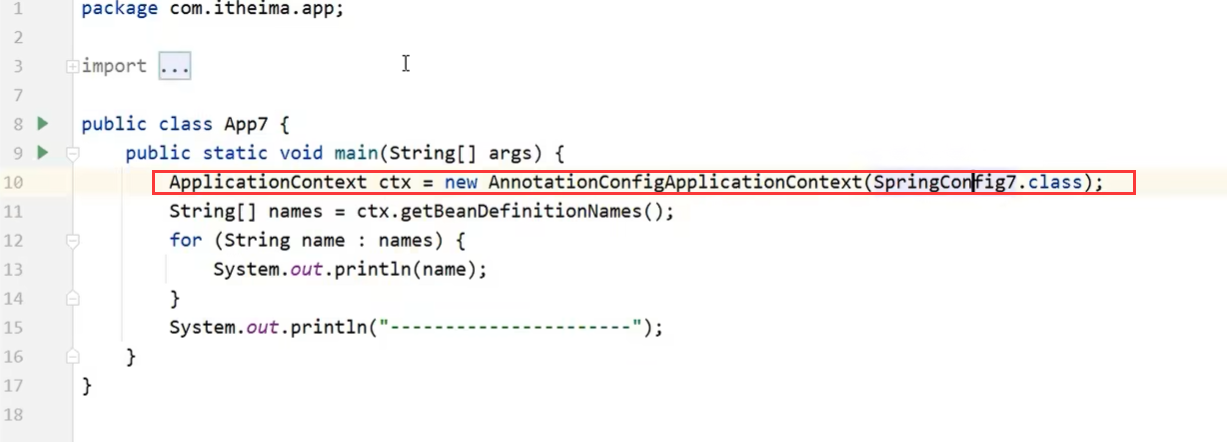 1 package com.itheima.app;
2
3 import ...
7
8 public class App7 {
9 public static void main(String[] args) {
10 ApplicationContext ctx = new AnnotationConfigApplicationContext(SpringConfig7.class);
11 String[] names = ctx.getBeanDefinitionNames();
12 for (String name : names) {
13 System.out.println(name);
14 }
15 System.out.println("----------------------");
16 }
17 }
18